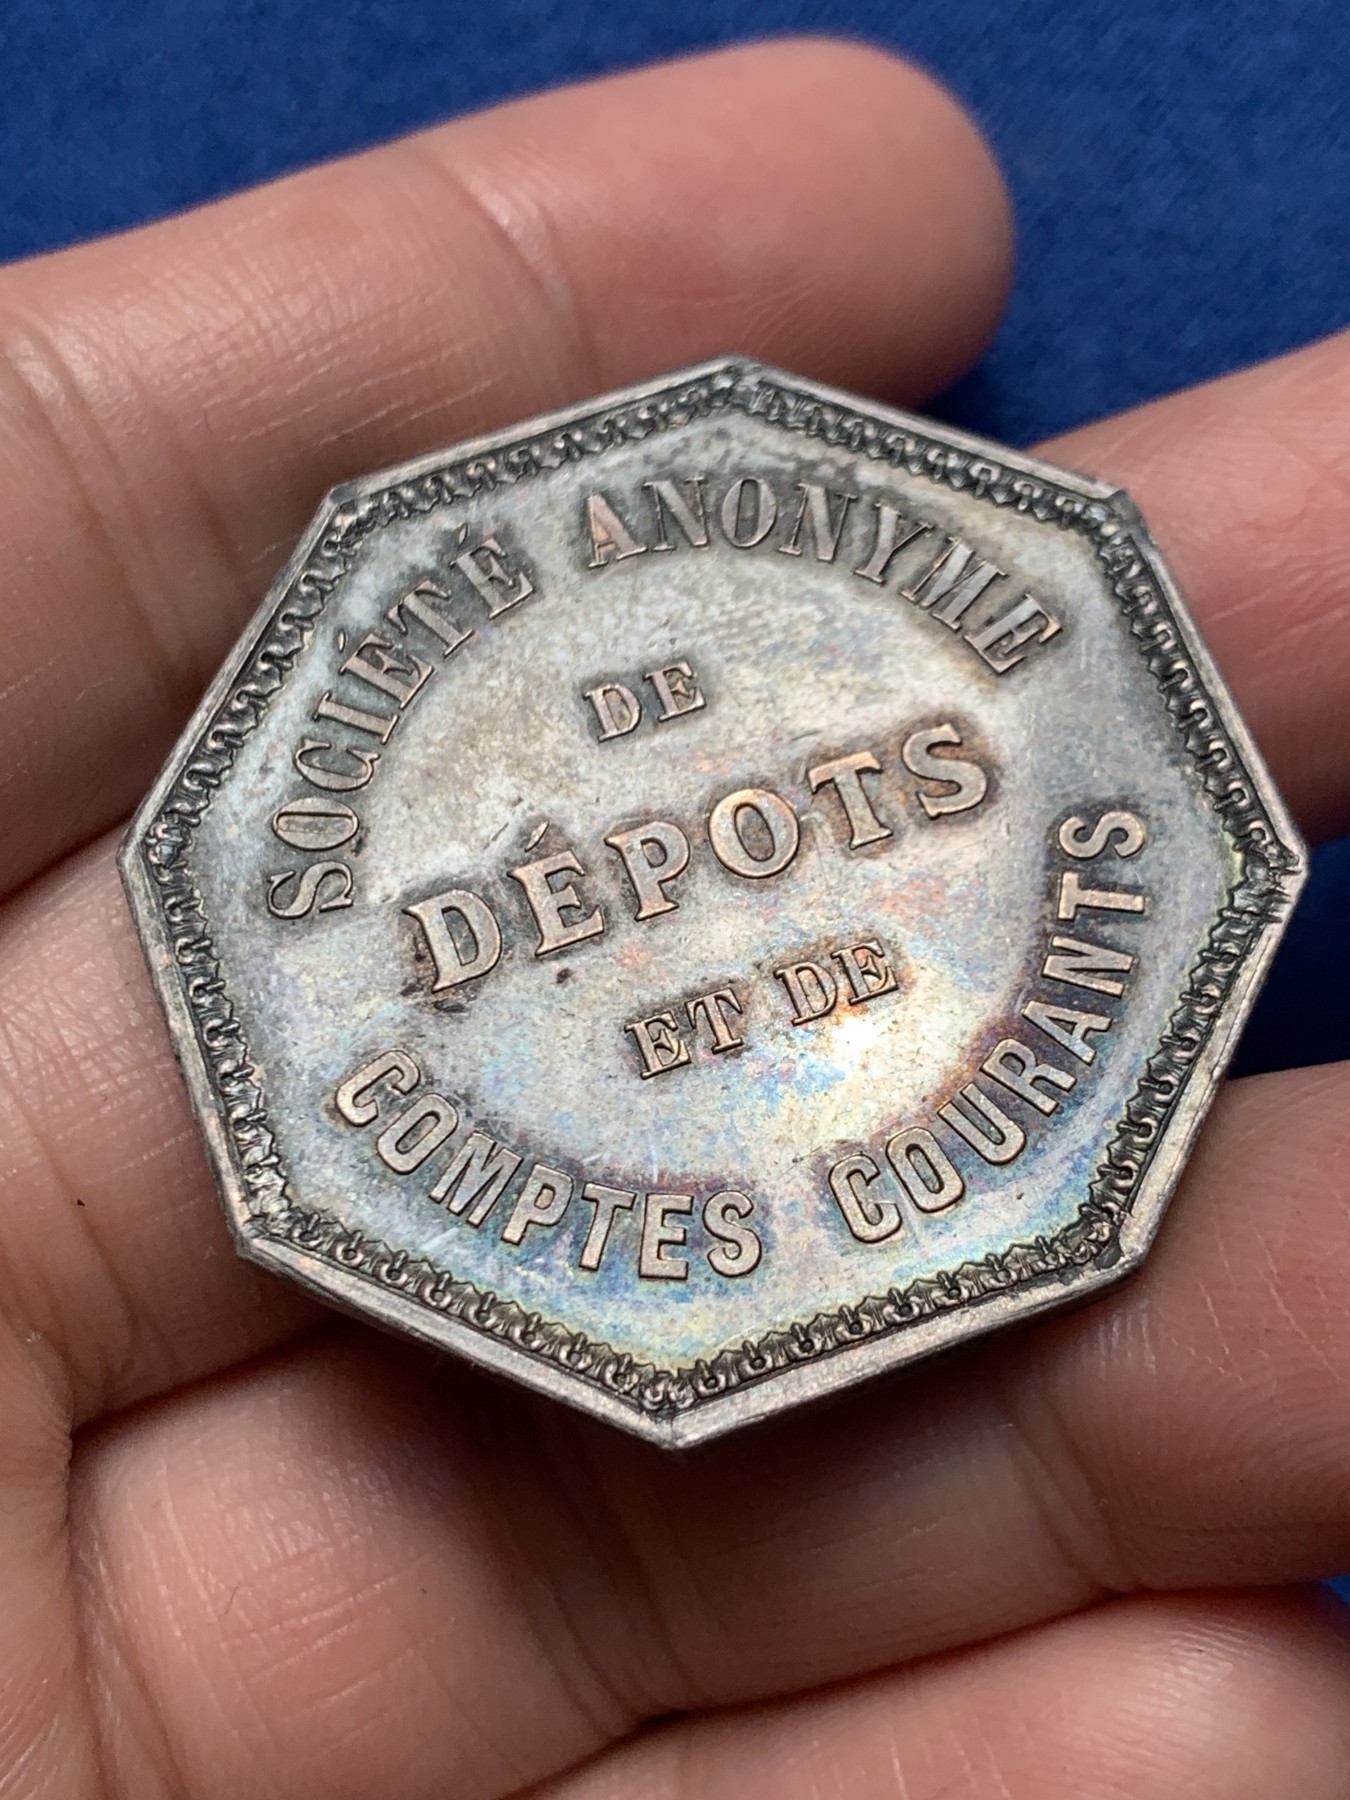 SOCIÉTÉ ANONYME
DE
DÉPOTS
ET DE
COMPTES COURANTS